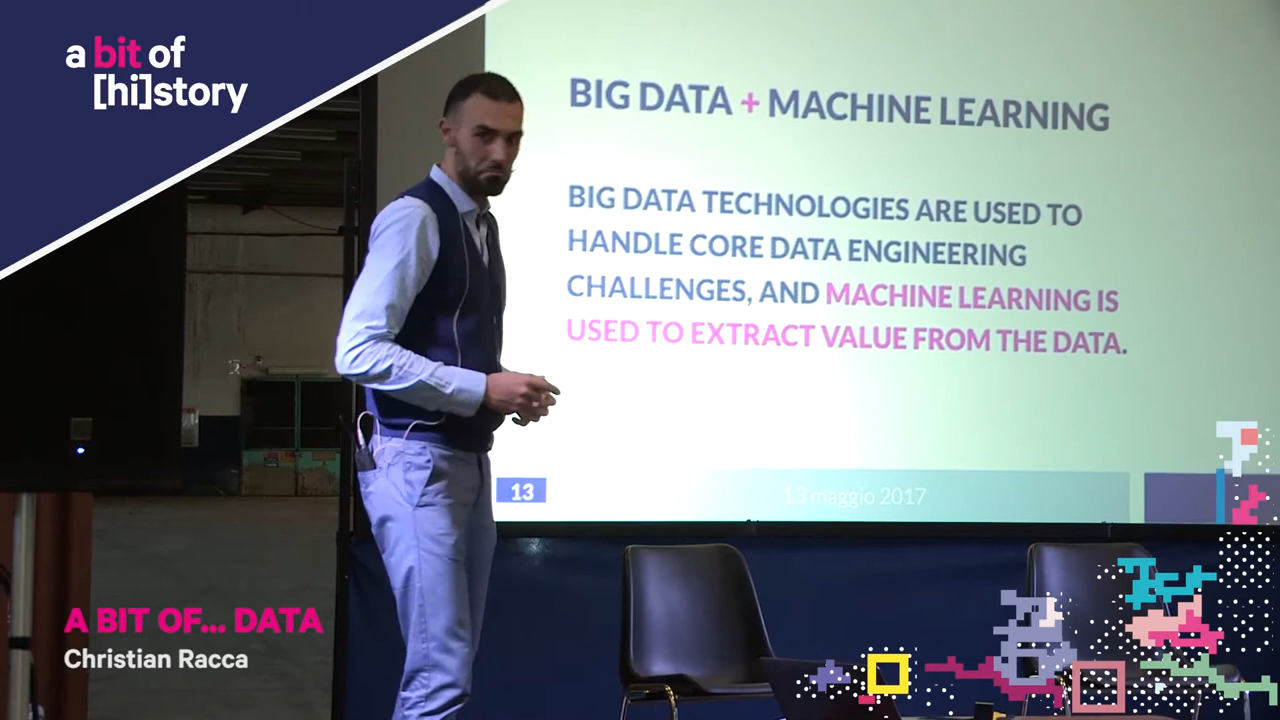 a bit of
[hi]story
BIG DATA + MACHINE LEARNING
BIG DATA TECHNOLOGIES ARE USED TO
HANDLE CORE DATA ENGINEERING
CHALLENGES, AND MACHINE LEARNING IS
USED TO EXTRACT VALUE FROM THE DATA.
13
13 maggio 2017
A BIT OF... DATA
Christian Racca